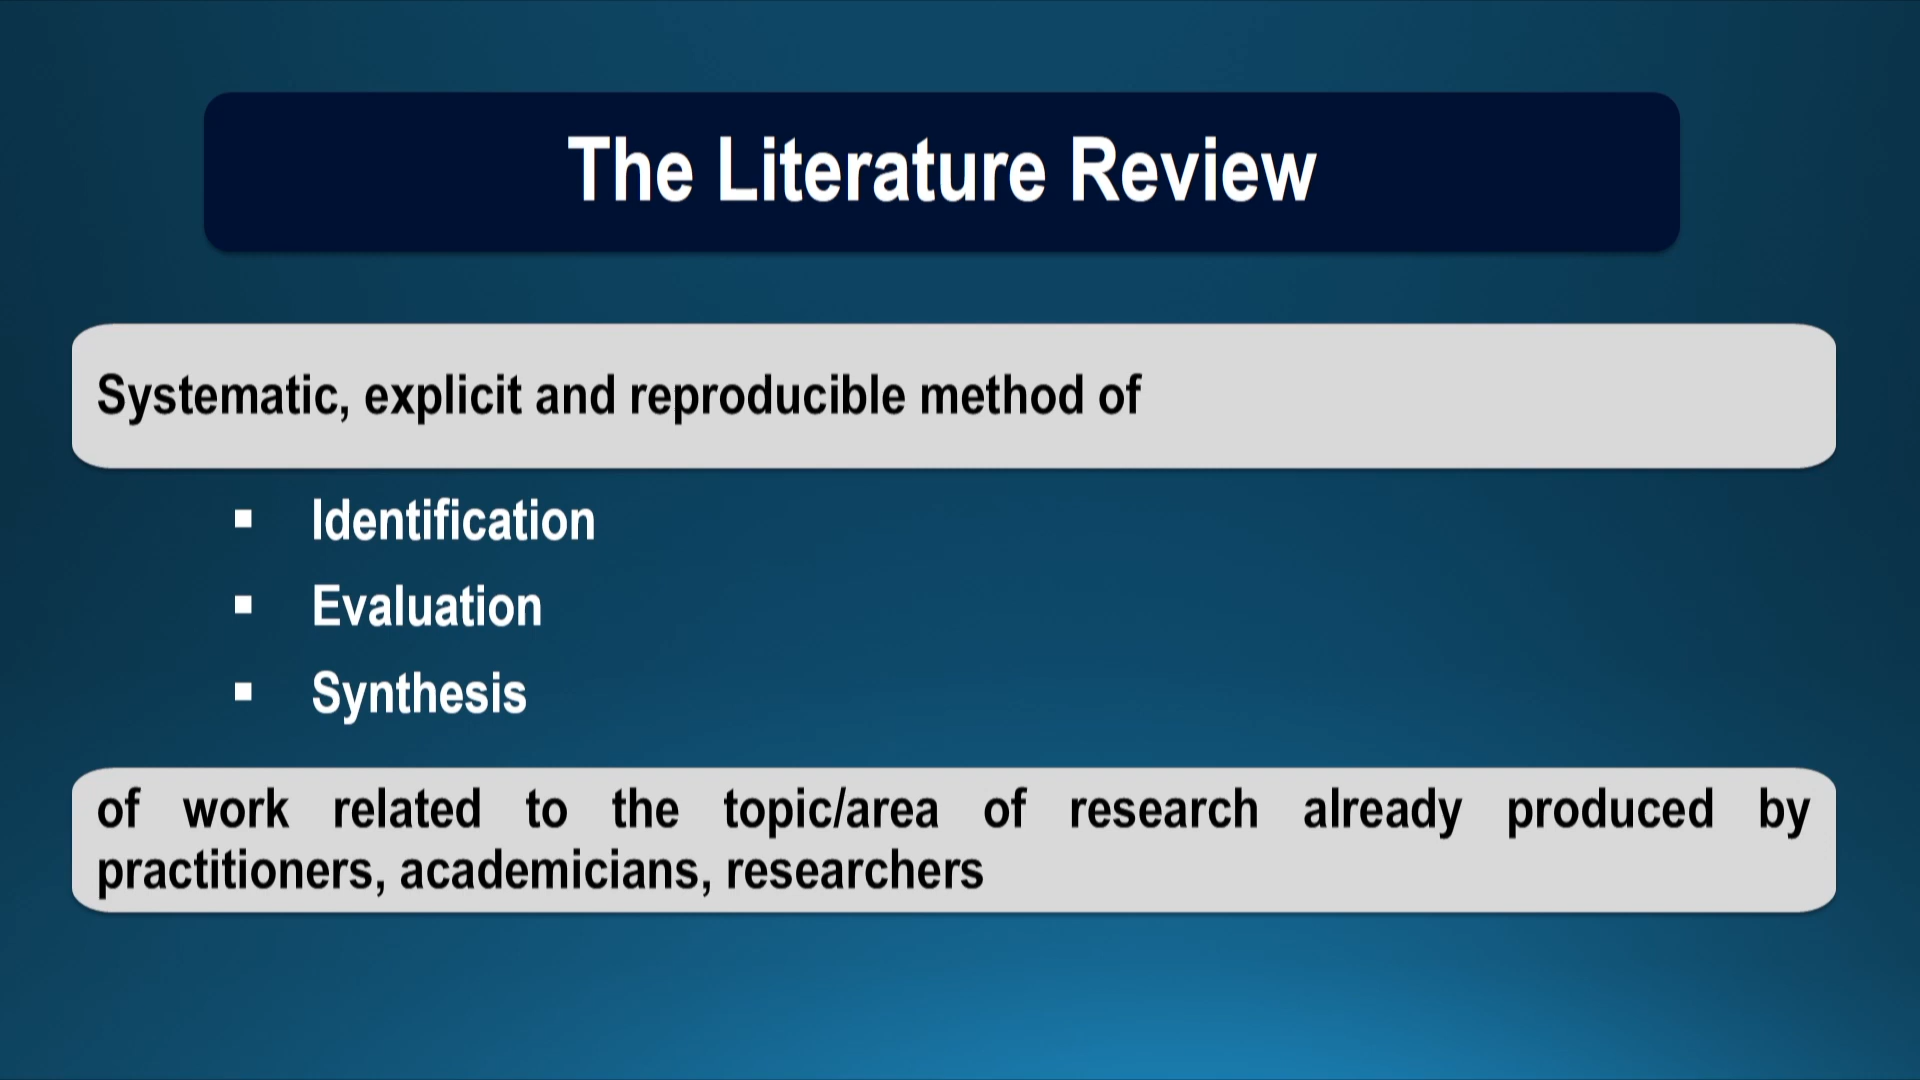 The Literature Review
Systematic, explicit and reproducible method of
▪ Identification
▪ Evaluation
▪ Synthesis
of work related to the topic/area of research already produced by
practitioners, academicians, researchers